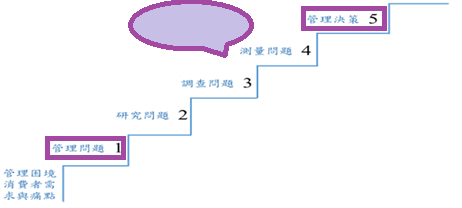 管理決策 5
測量問題 4
調查問題 3
研究問題 2
管理問題 1
管理困境
消費者需
求與痛點